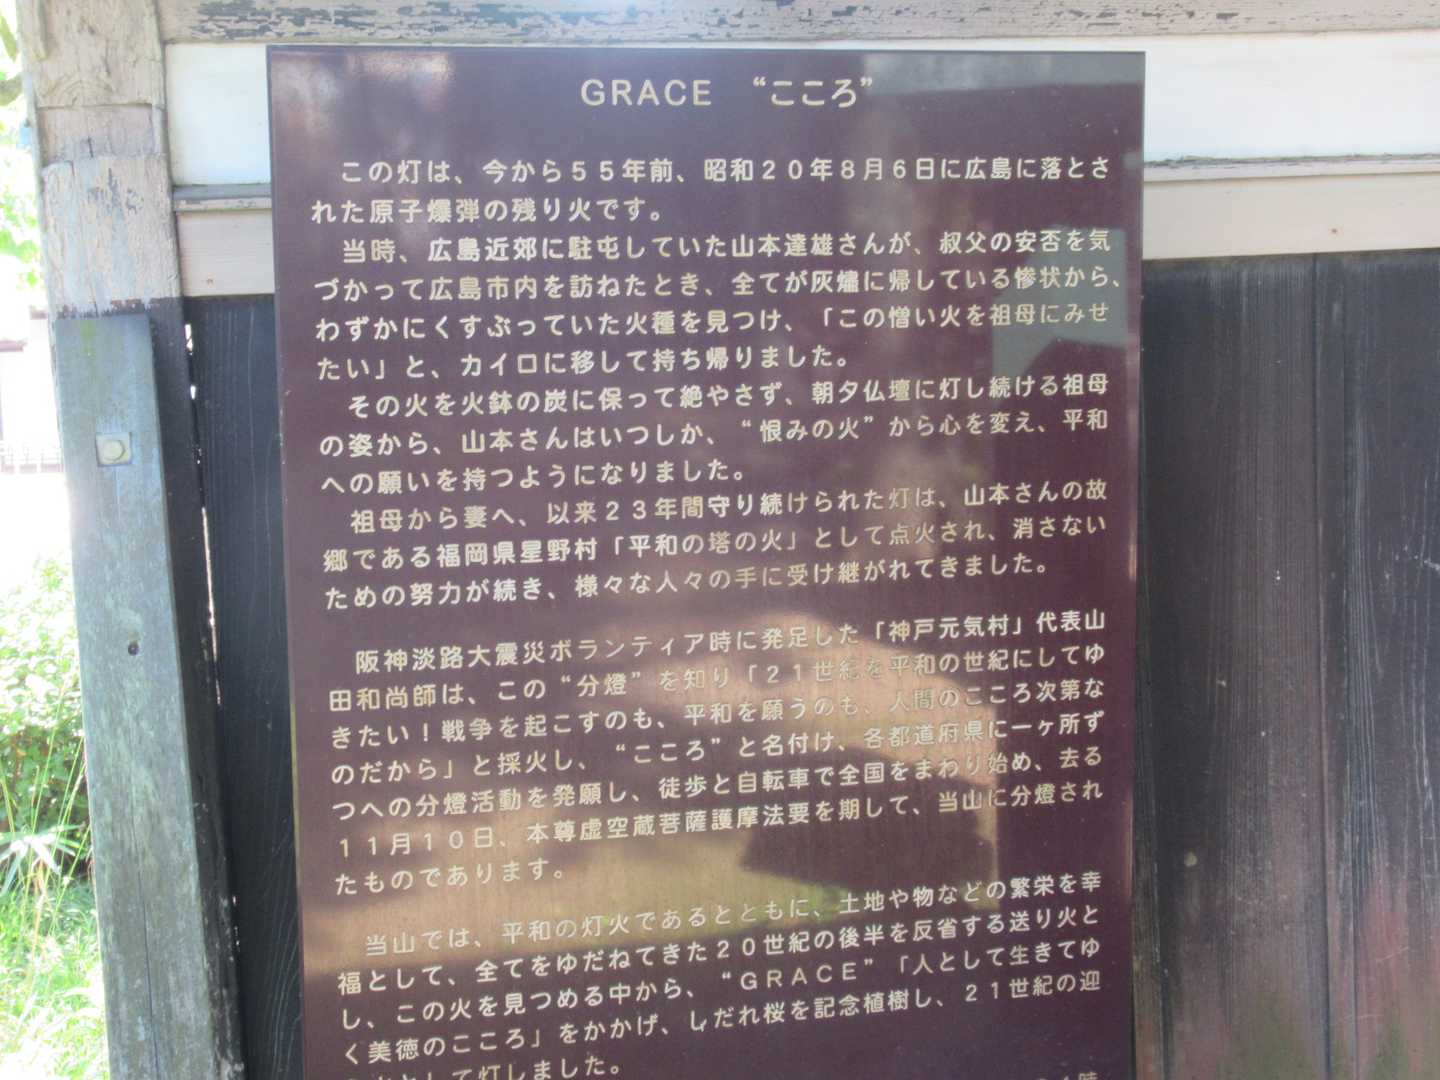 GRACE “こころ”
この灯は、今から５５年前、昭和２０年８月６日に広島に落とさ
れた原子爆弾の残り火です。
当時、広島近郊に駐屯していた山本達雄さんが、叔父の安否を気
づかって広島市内を訪ねたとき、全てが灰燼に帰している惨状から、
わずかにくすぶっていた火種を見つけ、「この憎い火を祖母にみせ
たい」と、カイロに移して持ち帰りました。
その火を火鉢の炭に保って絶やさず、朝夕仏壇に灯し続ける祖母
の姿から、山本さんはいつしか、“恨みの火”から心を変え、平和
への願いを持つようになりました。
祖母から妻へ、以来２３年間守り続けられた灯は、山本さんの故
郷である福岡県星野村「平和の塔の火」として点火され、消さない
ための努力が続き、様々な人々の手に受け継がれてきました。
阪神淡路大震災ボランティア時に発足した「神戸元気村」代表山
田和尚師は、この“分燈”を知り「２１世紀を平和の世紀にしてゆ
きたい！戦争を起こすのも、平和を願うのも、人間のこころ次第な
のだから」と採火し、“こころ”と名付け、各都道府県に一ヶ所ず
つへの分燈活動を発願し、徒歩と自転車で全国をまわり始め、去る
１１月１０日、本尊虚空蔵菩薩護摩法要を期して、当山に分燈され
たものであります。
当山では、平和の灯火であるとともに、土地や物などの繁栄を幸
福として、全てをゆだねてきた２０世紀の後半を反省する送り火と
し、この火を見つめる中から、“ＧＲＡＣＥ”「人として生きてゆ
く美徳のこころ」をかかげ、しだれ桜を記念植樹し、２１世紀の迎
として灯しました。